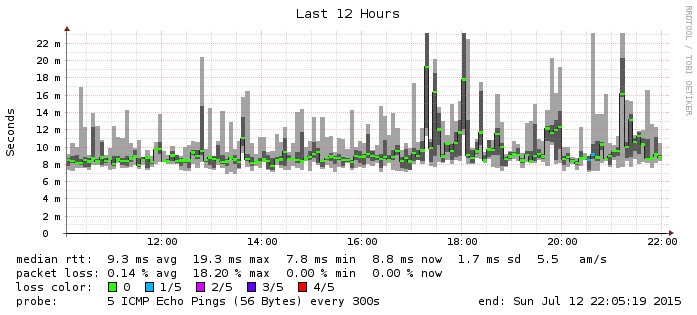 Last 12 Hours
RRDTOOL / TOBI OETIKER
Seconds
22 m
20 m
18 m
16 m
14 m
12 m
10 m
8 m
6 m
4 m
2 m
0
12:00 14:00 16:00 18:00 20:00 22:00
median rtt: 9.3 ms avg 19.3 ms max 7.8 ms min 8.8 ms now 1.7 ms sd 5.5 am/s
packet loss: 0.14 % avg 18.20 % max 0.00 % min 0.00 % now
loss color: 0 1/5 2/5 3/5 4/5
probe: 5 ICMP Echo Pings (56 Bytes) every 300s end: Sun Jul 12 22:05:19 2015